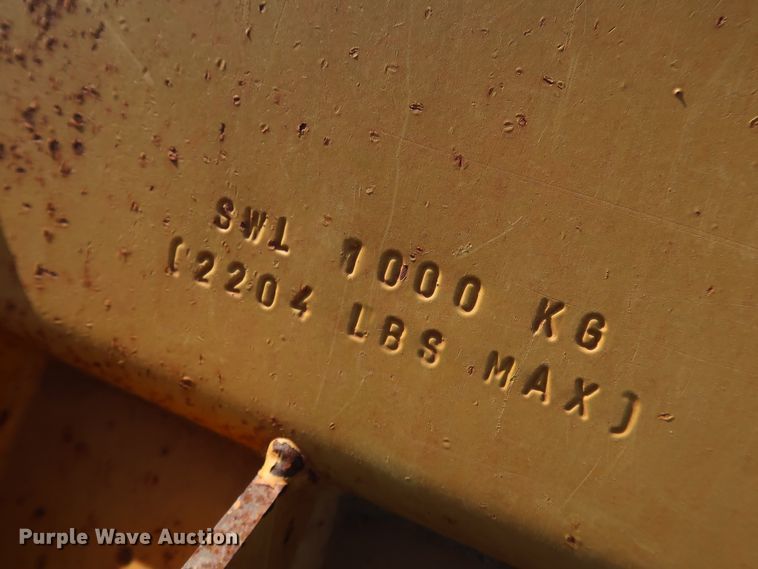 SWL 1000 KG
(2204 LBS MAX)
Purple Wave Auction